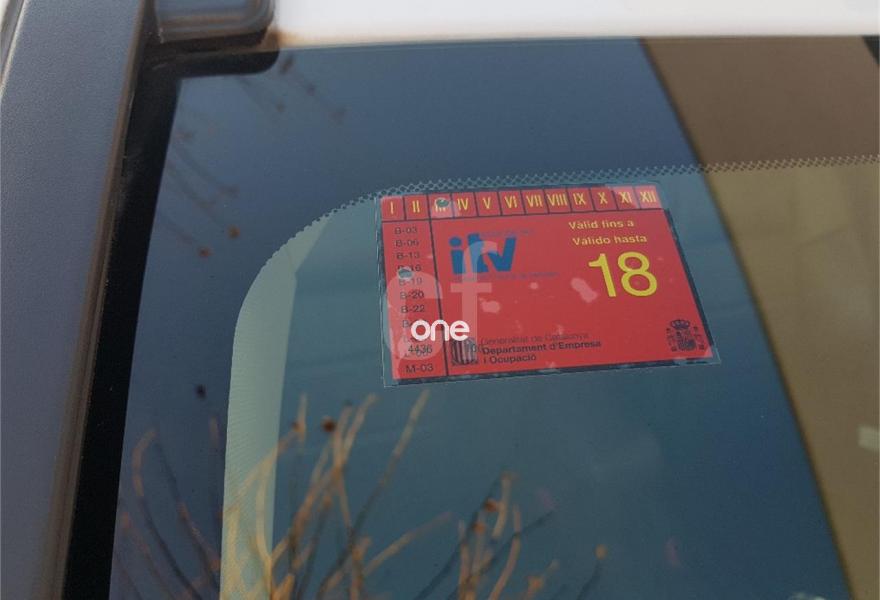 I II III IV V VI VII VIII IX X XI XII
B-03
B-06
B-13
B-16
B-19
B-20
B-22
4436
M-03
itv
Vàlid fins a
Válido hasta
18
one
Generalitat de Catalunya
Departament d'Empresa
i Ocupació